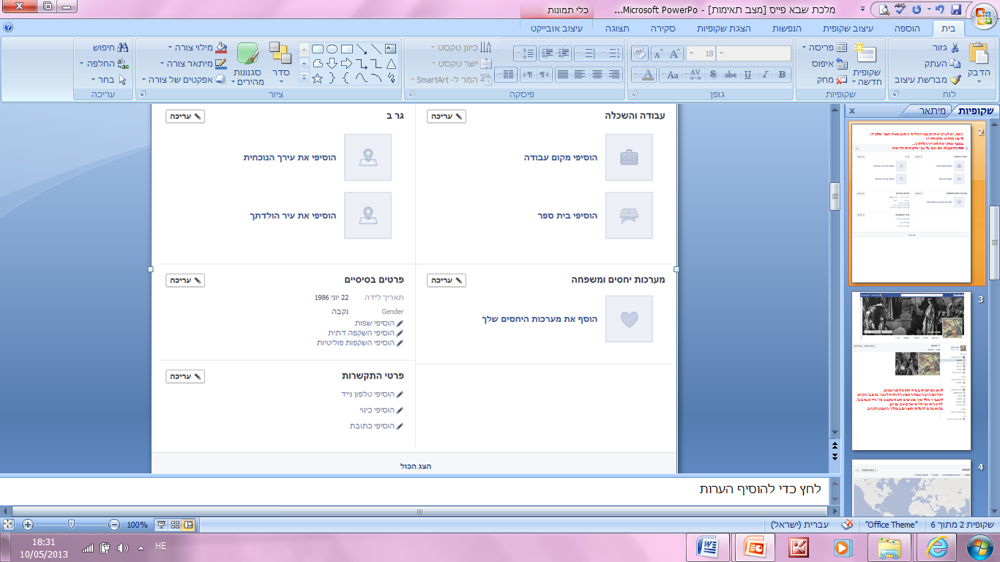 מלכת שבא פייס [מצב תאימות] - Microsoft PowerPo...
כלי תמונות
בית
הוספה
עיצוב שקופית
הנפשות
הצגת שקופיות
סקירה
תצוגה
עיצוב אובייקט
הדבק
גזור
העתק
מברשת עיצוב
לוח
שקופית חדשה
פריסה
איפוס
מחק
שקופיות
18
גופן
כיוון טקסט
ישר טקסט
המר ל- SmartArt
פיסקה
סדר
סגנונות מהירים
מילוי צורה
מיתאר צורה
אפקטים של צורה
ציור
חיפוש
החלפה
בחר
עריכה
שקופיות
מיתאר
2
3
4
עבודה והשכלה
עריכה
הוסיפי מקום עבודה
הוסיפי בית ספר
גר ב
עריכה
הוסיפי את עירך הנוכחית
הוסיפי את עיר הולדתך
מערכות יחסים ומשפחה
עריכה
הוסף את מערכות היחסים שלך
פרטים בסיסיים
עריכה
תאריך לידה 22 יוני 1986
Gender נקבה
הוסיפי שפות
הוסיפי השקפה דתית
הוסיפי השקפות פוליטיות
פרטי התקשרות
עריכה
הוסיפי טלפון נייד
הוסיפי כינוי
הוסיפי כתובת
הצג הכול
לחץ כדי להוסיף הערות
שקופית 2 מתוך 6
"Office Theme"
עברית (ישראל)
100%
HE
18:31
10/05/2013